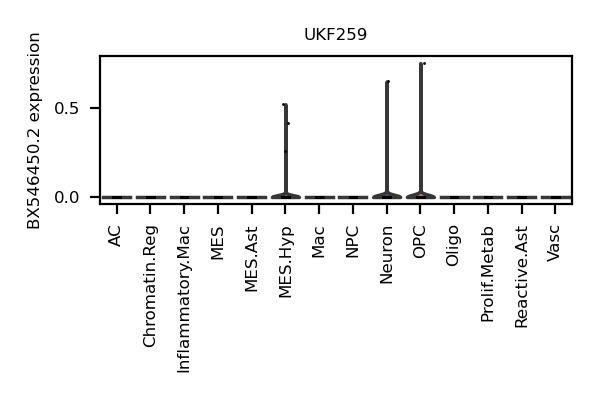 UKF259
BX546450.2 expression
0.5
0.0
AC
Chromatin.Reg
Inflammatory.Mac
MES
MES.Ast
MES.Hyp
Mac
NPC
Neuron
OPC
Oligo
Prolif.Metab
Reactive.Ast
Vasc